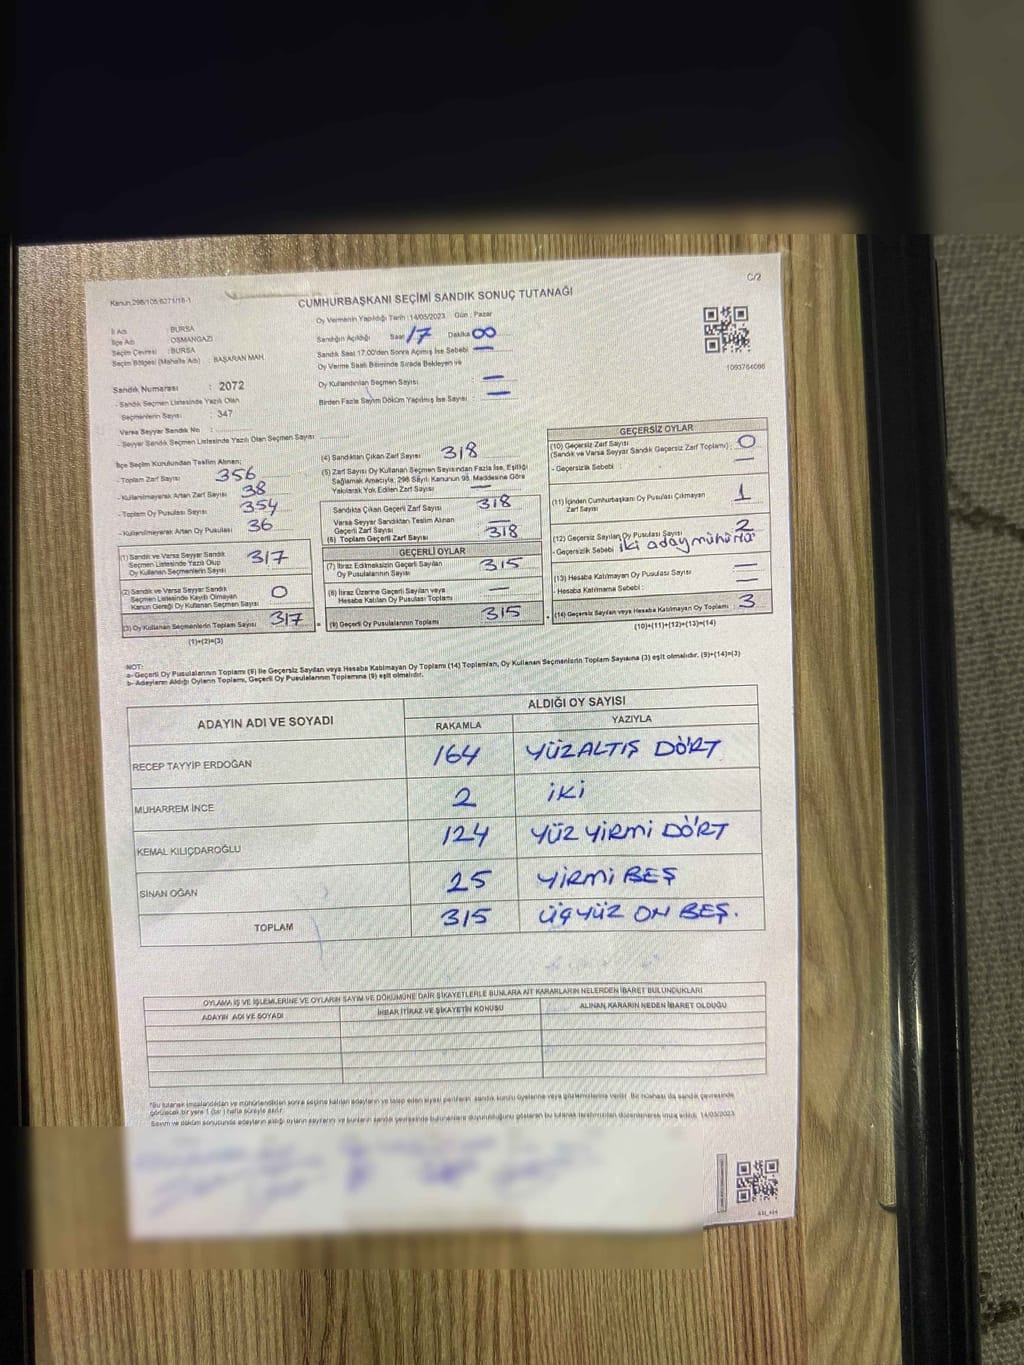 C/2
Kanun:298/105;6271/18-1
CUMHURBAŞKANI SEÇİMİ SANDIK SONUÇ TUTANAĞI
İl Adı : BURSA
İlçe Adı : OSMANGAZİ
Seçim Çevresi : BURSA
Seçim Bölgesi (Mahalle Adı) : BAŞARAN MAH.
Oy Vermenin Yapıldığı Tarih :14/05/2023 Gün : Pazar
Sandığın Açıldığı Saat 17 Dakika 00
Sandık Saat 17.00'den Sonra Açılmış İse Sebebi —
Oy Verme Saati Bitiminde Sırada Bekleyen ve
Oy Kullandırılan Seçmen Sayısı : —
Birden Fazla Sayım Döküm Yapılmış İse Sayısı : —
1093764086
Sandık Numarası : 2072
- Sandık Seçmen Listesinde Yazılı Olan
Seçmenlerin Sayısı : 347
Varsa Seyyar Sandık No :
- Seyyar Sandık Seçmen Listesinde Yazılı Olan Seçmen Sayısı
İlçe Seçim Kurulundan Teslim Alınan;
- Toplam Zarf Sayısı 356
- Kullanılmayarak Artan Zarf Sayısı 38
- Toplam Oy Pusulası Sayısı 354
- Kullanılmayarak Artan Oy Pusulası 36
(1) Sandık ve Varsa Seyyar Sandık
Seçmen Listesinde Yazılı Olup
Oy Kullanan Seçmenlerin Sayısı 317
(2) Sandık ve Varsa Seyyar Sandık
Seçmen Listesinde Kayıtlı Olmayan
Kanun Gereği Oy Kullanan Seçmen Sayısı 0
(3) Oy Kullanan Seçmenlerin Toplam Sayısı 317
(1)+(2)=(3)
(4) Sandıktan Çıkan Zarf Sayısı 318
(5) Zarf Sayısı Oy Kullanan Seçmen Sayısından Fazla İse, Eşitliği
Sağlamak Amacıyla; 298 Sayılı Kanunun 98. Maddesine Göre
Yakılarak Yok Edilen Zarf Sayısı —
Sandıkta Çıkan Geçerli Zarf Sayısı 318
Varsa Seyyar Sandıktan Teslim Alınan
Geçerli Zarf Sayısı —
(6) Toplam Geçerli Zarf Sayısı 318
GEÇERLİ OYLAR
(7) İtiraz Edilmeksizin Geçerli Sayılan
Oy Pusulalarının Sayısı 315
(8) İtiraz Üzerine Geçerli Sayılan veya
Hesaba Katılan Oy Pusulası Toplamı —
(9) Geçerli Oy Pusulalarının Toplamı 315
GEÇERSİZ OYLAR
(10) Geçersiz Zarf Sayısı
(Sandık ve Varsa Seyyar Sandık Geçersiz Zarf Toplamı) : 0
- Geçersizlik Sebebi : —
(11) İçinden Cumhurbaşkanı Oy Pusulası Çıkmayan
Zarf Sayısı 1
(12) Geçersiz Sayılan Oy Pusulası Sayısı 2
- Geçersizlik Sebebi iki aday mühürlü
(13) Hesaba Katılmayan Oy Pusulası Sayısı —
- Hesaba Katılmama Sebebi : —
(14) Geçersiz Sayılan veya Hesaba Katılmayan Oy Toplamı 3
(10)+(11)+(12)+(13)=(14)
NOT:
a- Geçerli Oy Pusulalarının Toplamı (9) ile Geçersiz Sayılan veya Hesaba Katılmayan Oy Toplamı (14) Toplamları, Oy Kullanan Seçmenlerin Toplam Sayısına (3) eşit olmalıdır. (9)+(14)=(3)
b- Adayların Aldığı Oyların Toplamı, Geçerli Oy Pusulalarının Toplamına (9) eşit olmalıdır.
ADAYIN ADI VE SOYADI
ALDIĞI OY SAYISI
RAKAMLA YAZIYLA
RECEP TAYYİP ERDOĞAN 164 YÜZALTIŞ DÖRT
MUHARREM İNCE 2 İKİ
KEMAL KILIÇDAROĞLU 124 YÜZ YİRMİ DÖRT
SİNAN OĞAN 25 YİRMİ BEŞ
TOPLAM 315 ÜÇYÜZ ON BEŞ.
OYLAMA İŞ VE İŞLEMLERİNE VE OYLARIN SAYIM VE DÖKÜMÜNE DAİR ŞİKAYETLERLE BUNLARA AİT KARARLARIN NELERDEN İBARET BULUNDUKLARI
ADAYIN ADI VE SOYADI İHBAR İTİRAZ VE ŞİKAYETİN KONUSU ALINAN KARARIN NEDEN İBARET OLDUĞU